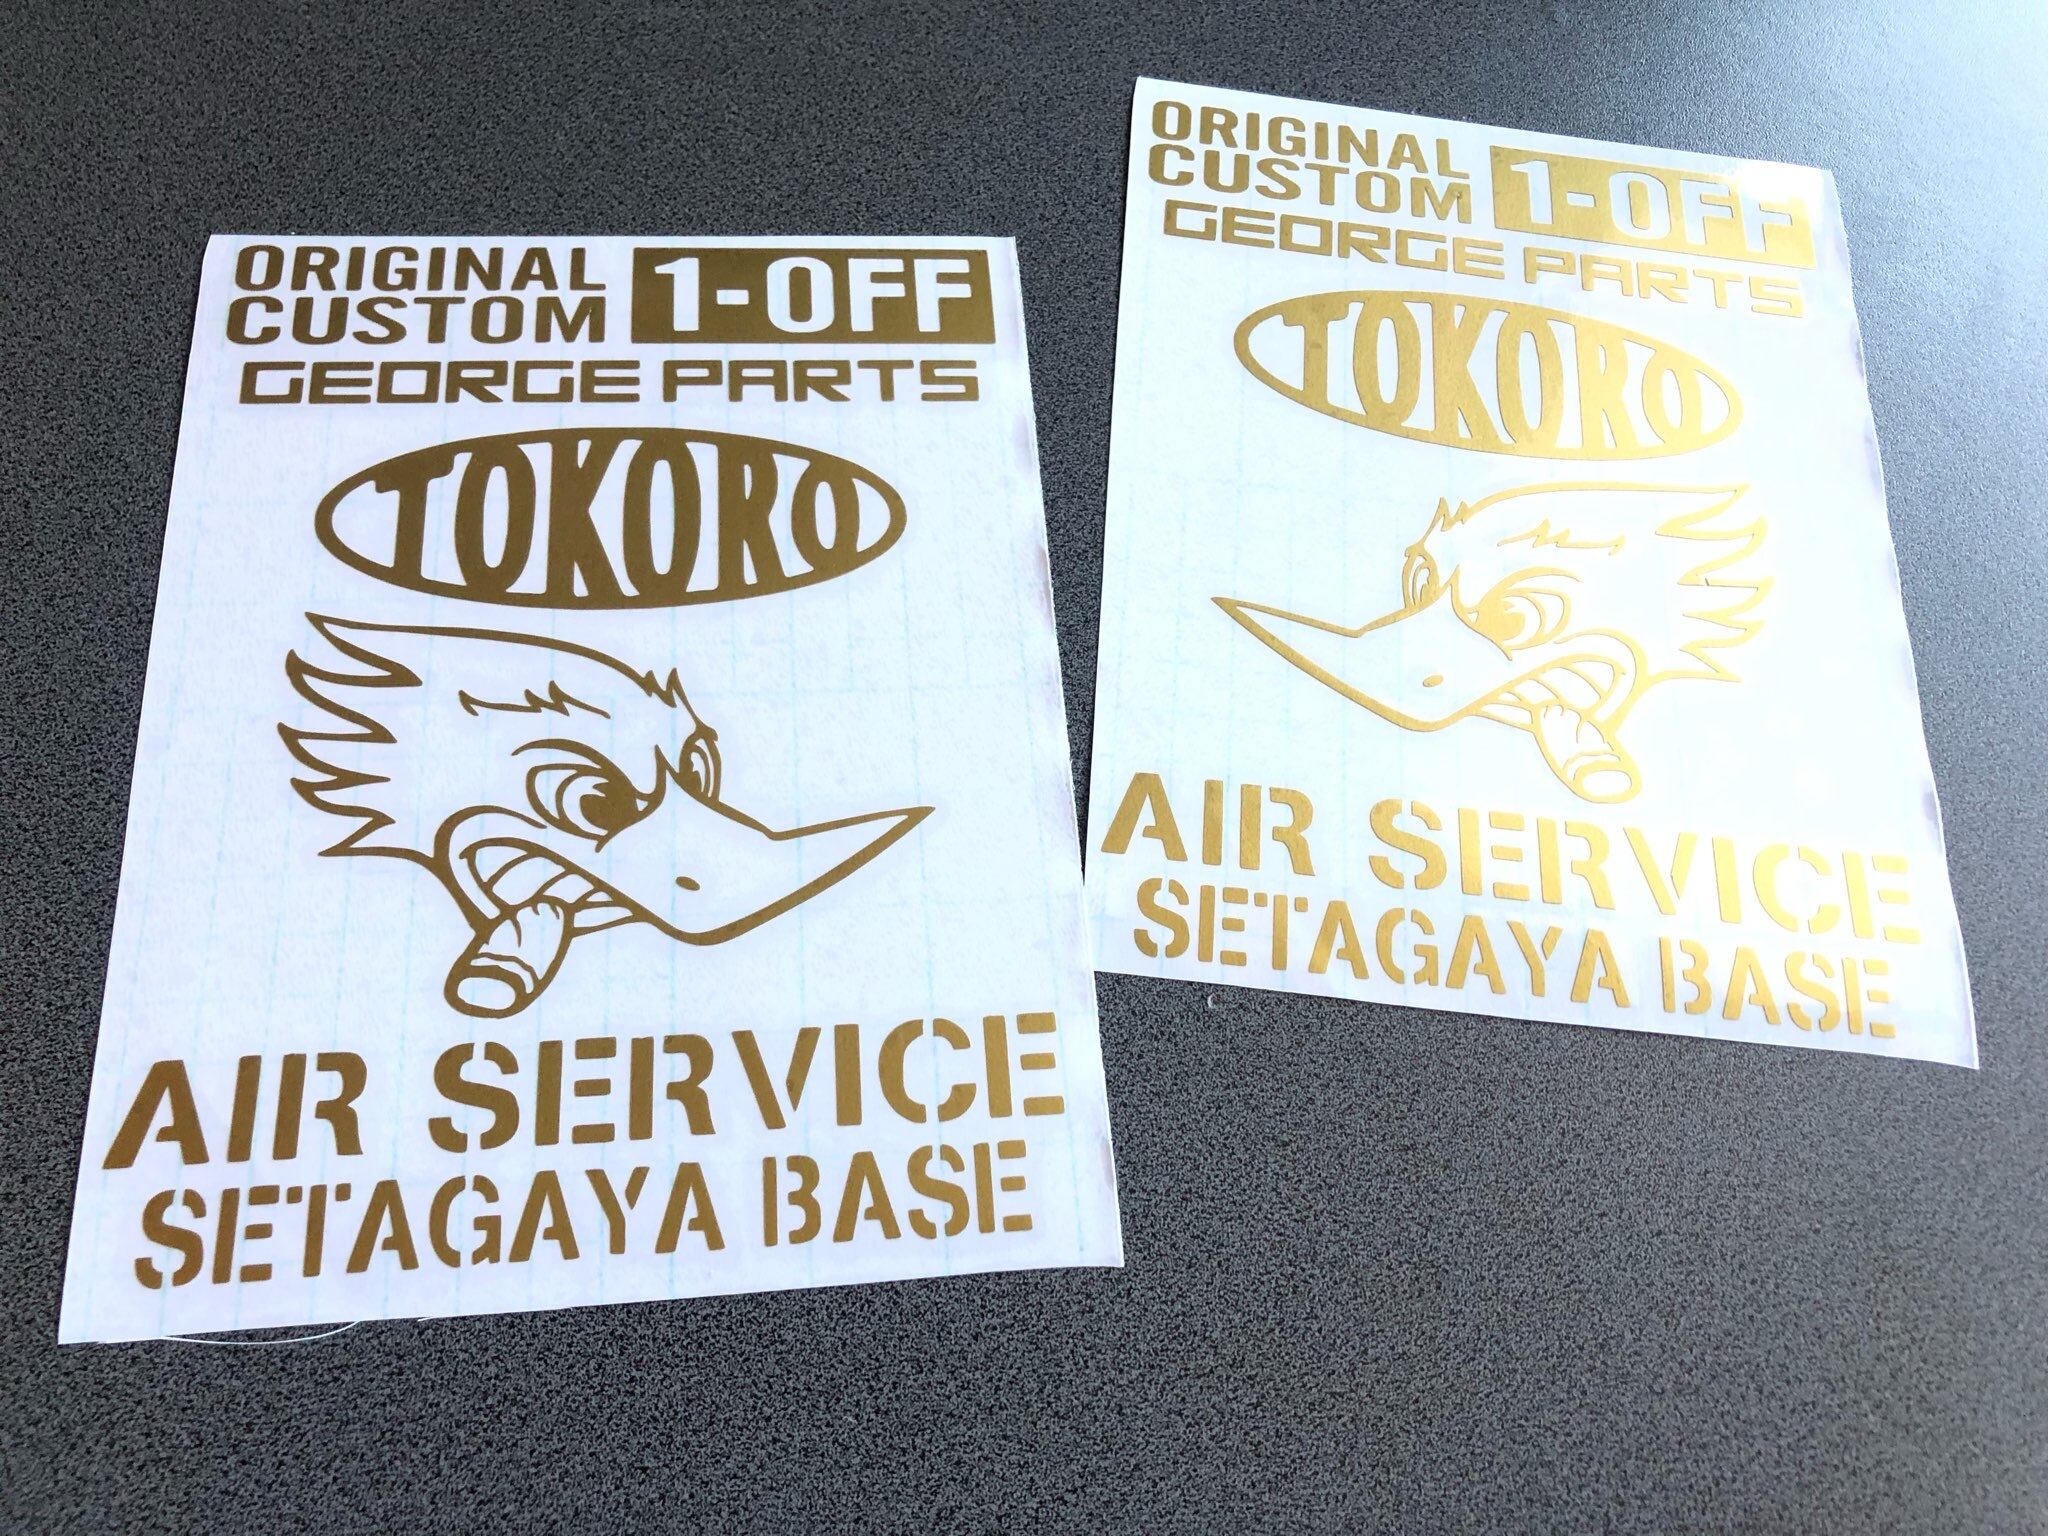 ORIGINAL
CUSTOM
1-OFF
GEORGE PARTS
TOKORO
AIR SERVICE
SETAGAYA BASE
ORIGINAL
CUSTOM
1-OFF
GEORGE PARTS
TOKORO
AIR SERVICE
SETAGAYA BASE